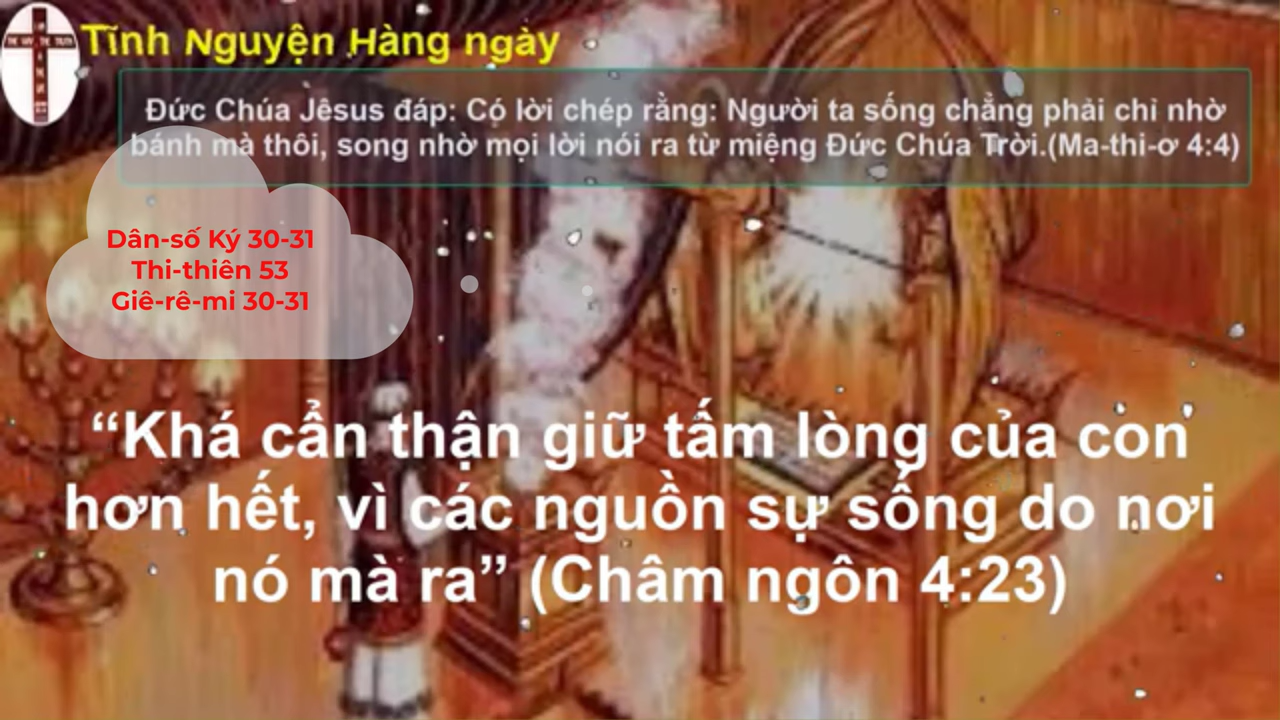 Tĩnh Nguyện Hàng ngày
Đức Chúa Jêsus đáp: Có lời chép rằng: Người ta sống chẳng phải chỉ nhờ
bánh mà thôi, song nhờ mọi lời nói ra từ miệng Đức Chúa Trời.(Ma-thi-ơ 4:4)
Dân-số Ký 30-31
Thi-thiên 53
Giê-rê-mi 30-31
“Khá cẩn thận giữ tấm lòng của con
hơn hết, vì các nguồn sự sống do nơi
nó mà ra” (Châm ngôn 4:23)